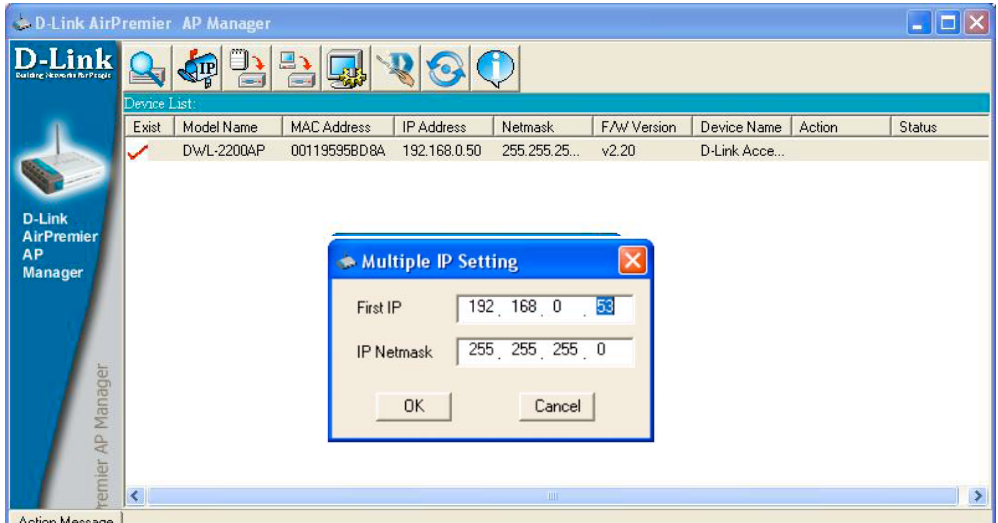 D-Link AirPremier AP Manager
D-Link
Building Networks for People
IP
Device List:
Exist Model Name MAC Address IP Address Netmask F/W Version Device Name Action Status
DWL-2200AP 00119595BD8A 192.168.0.50 255.255.25... v2.20 D-Link Acce...
D-Link
AirPremier
AP
Manager
Multiple IP Setting
First IP 192 . 168 . 0 . 53
IP Netmask 255 . 255 . 255 . 0
OK Cancel
remier AP Manager
Action Message